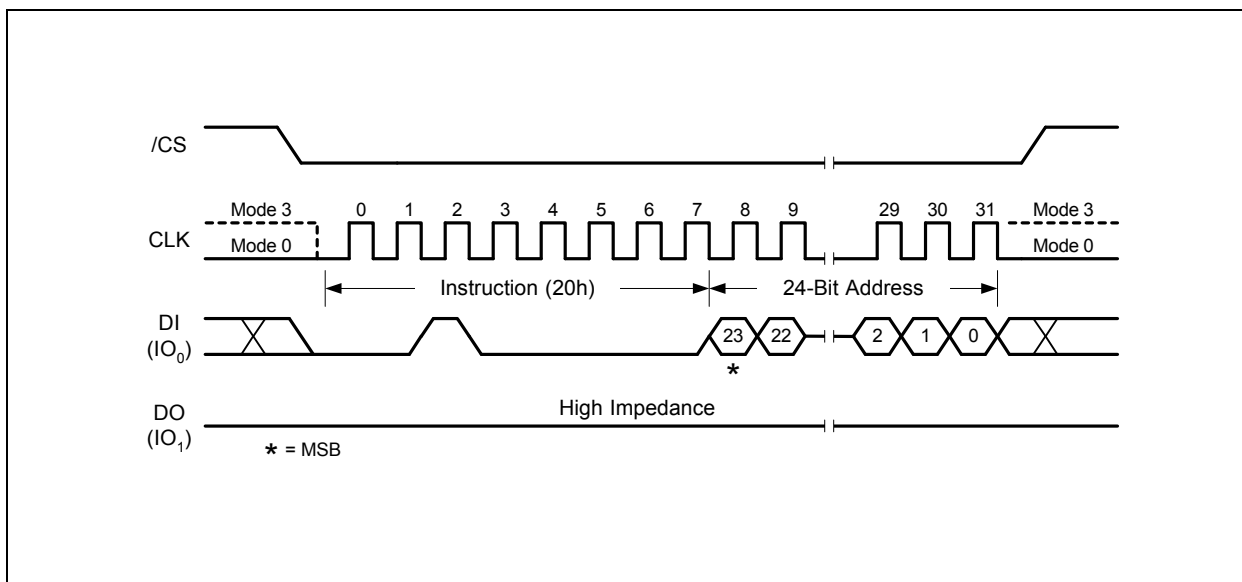 /CS
Mode 3 0 1 2 3 4 5 6 7 8 9 29 30 31 Mode 3
CLK Mode 0 Mode 0
Instruction (20h) 24-Bit Address
DI
(IO0) 23 22 2 1 0
*
High Impedance
DO
(IO1)
* = MSB